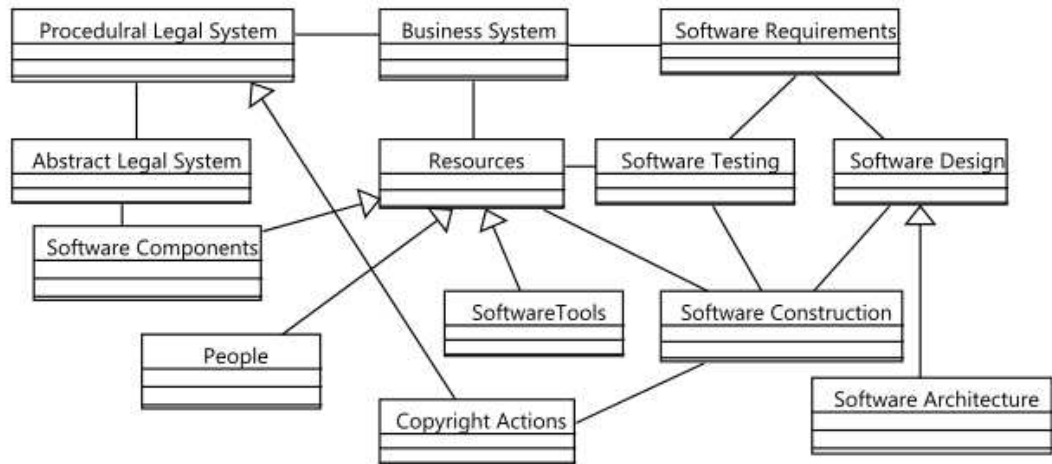 Procedulral Legal System
Business System
Software Requirements
Abstract Legal System
Resources
Software Testing
Software Design
Software Components
SoftwareTools
Software Construction
People
Software Architecture
Copyright Actions